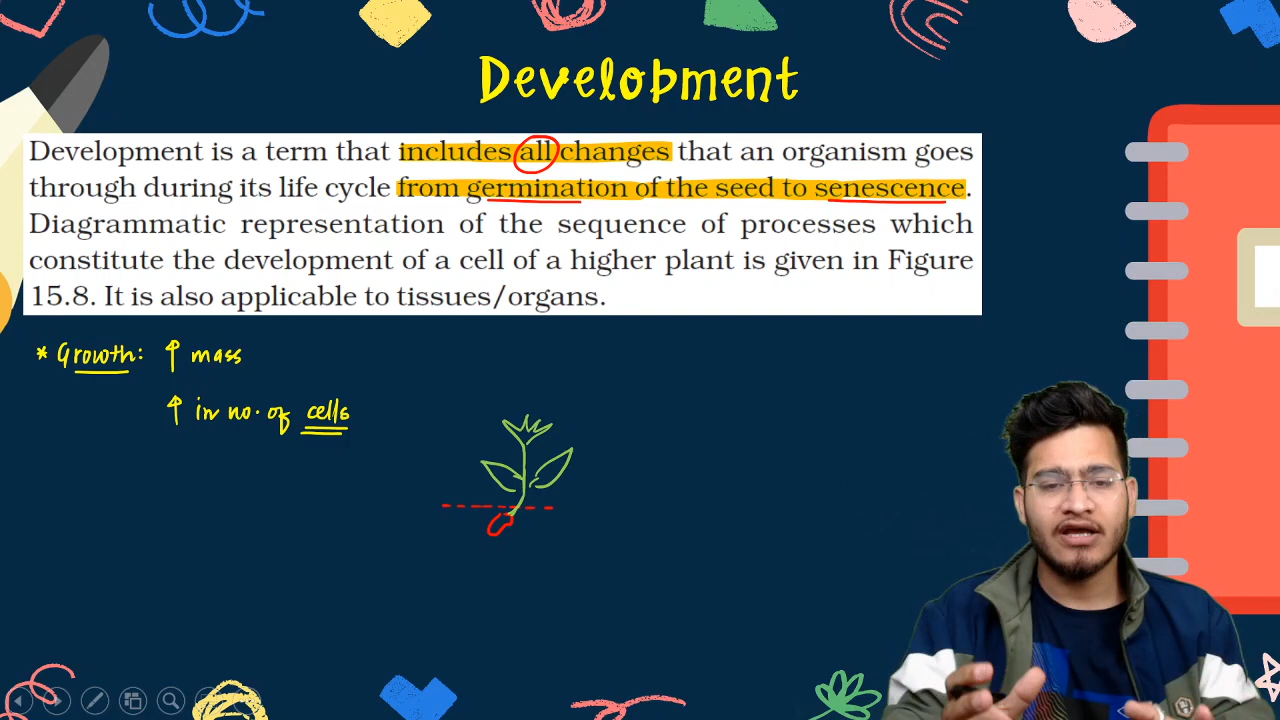 Development
Development is a term that includes all changes that an organism goes
through during its life cycle from germination of the seed to senescence.
Diagrammatic representation of the sequence of processes which
constitute the development of a cell of a higher plant is given in Figure
15.8. It is also applicable to tissues/organs.
* Growth: ↑ mass
↑ in no. of cells